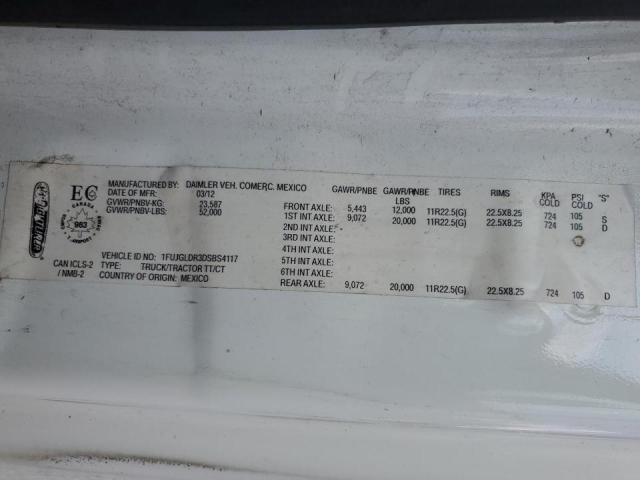 Freightliner
EC
CANADA
963
TRANSPORT
CAN ICLS-2
/ NMB-2
MANUFACTURED BY: DAIMLER VEH. COMERC. MEXICO
DATE OF MFR: 03/12
GVWR/PNBV-KG: 23,587
GVWR/PNBV-LBS: 52,000
VEHICLE ID NO: 1FUJGLDR3DSBS4117
TYPE: TRUCK/TRACTOR TT/CT
COUNTRY OF ORIGIN: MEXICO
GAWR/PNBE GAWR/PNBE TIRES RIMS KPA PSI "S"
LBS COLD COLD
FRONT AXLE: 5,443 12,000 11R22.5(G) 22.5X8.25 724 105 S
1ST INT AXLE: 9,072 20,000 11R22.5(G) 22.5X8.25 724 105 D
2ND INT AXLE:
3RD INT AXLE:
4TH INT AXLE:
5TH INT AXLE:
6TH INT AXLE:
REAR AXLE: 9,072 20,000 11R22.5(G) 22.5X8.25 724 105 D